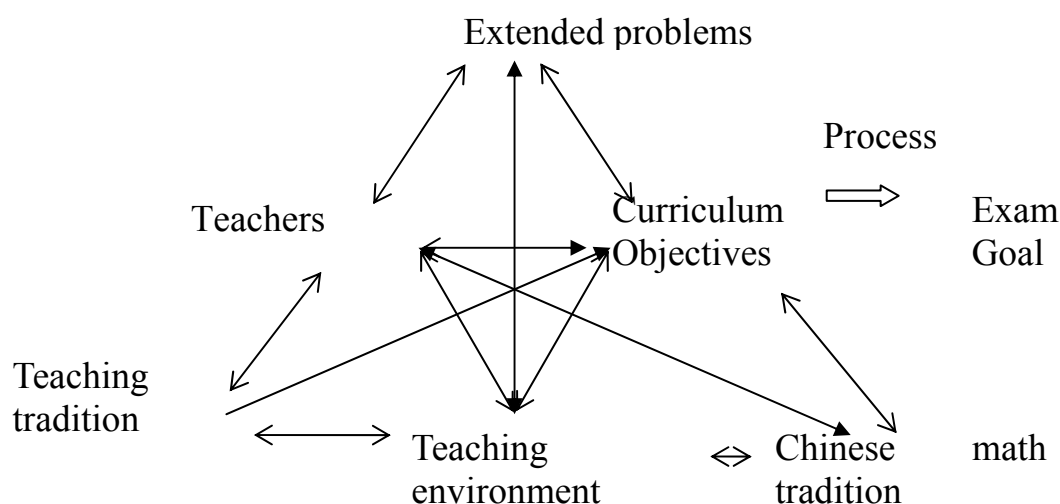 Extended problems
Process
Teachers
Curriculum
Objectives
Exam
Goal
Teaching
tradition
Teaching
environment
Chinese math
tradition